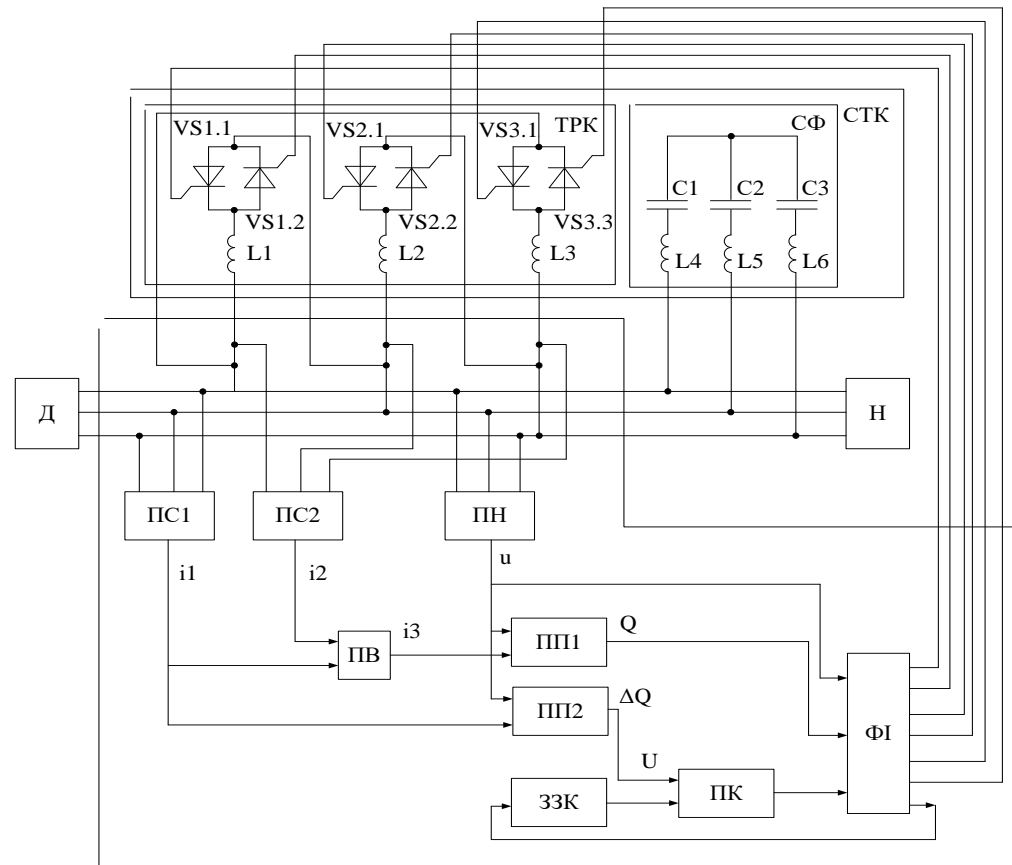 VS1.1
VS2.1
VS3.1
ТРК
СФ
СТК
VS1.2
VS2.2
VS3.3
C1
C2
C3
L1
L2
L3
L4
L5
L6
Д
Н
ПС1
ПС2
ПН
i1
i2
u
ПВ
i3
ПП1
Q
ПП2
ΔQ
ФІ
U
ЗЗК
ПК